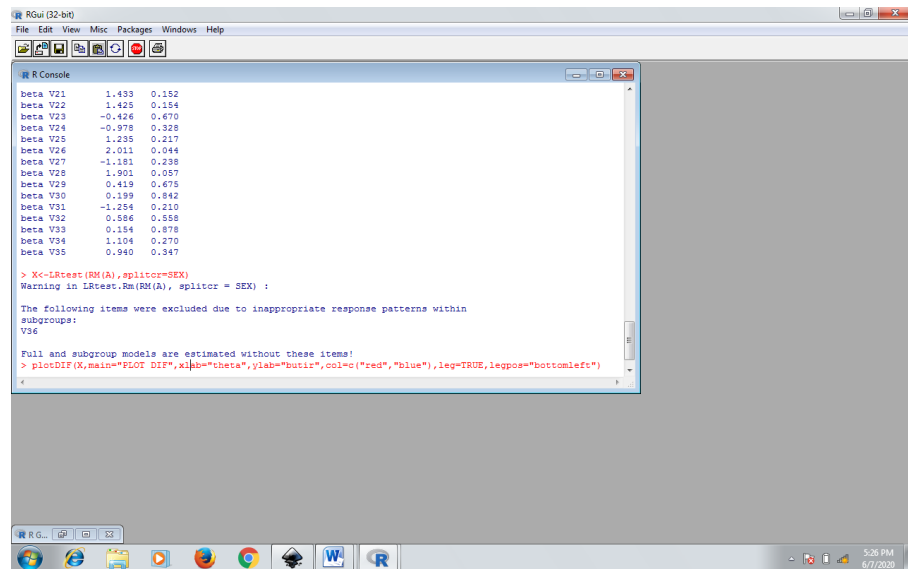 RGui (32-bit)
File Edit View Misc Packages Windows Help
STOP
R Console
beta V21 1.433 0.152
beta V22 1.425 0.154
beta V23 -0.426 0.670
beta V24 -0.978 0.328
beta V25 1.235 0.217
beta V26 2.011 0.044
beta V27 -1.181 0.238
beta V28 1.901 0.057
beta V29 0.419 0.675
beta V30 0.199 0.842
beta V31 -1.254 0.210
beta V32 0.586 0.558
beta V33 0.154 0.878
beta V34 1.104 0.270
beta V35 0.940 0.347
> X<-LRtest(RM(A),splitcr=SEX)
Warning in LRtest.Rm(RM(A), splitcr = SEX) :
The following items were excluded due to inappropriate response patterns within
subgroups:
V36
Full and subgroup models are estimated without these items!
> plotDIF(X,main="PLOT DIF",xlab="theta",ylab="butir",col=c("red","blue"),leg=TRUE,legpos="bottomleft")
R G...
5:26 PM
6/7/2020